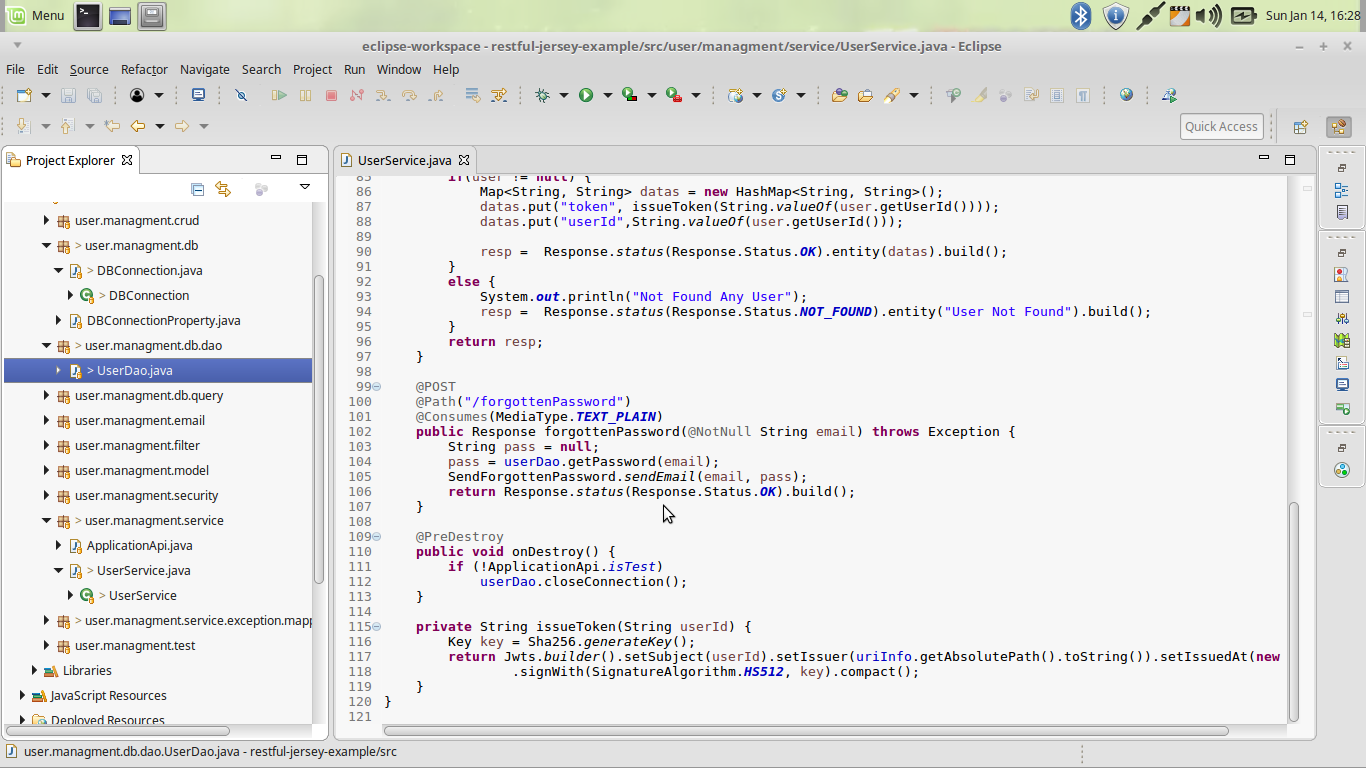 Menu
Sun Jan 14, 16:28
eclipse-workspace - restful-jersey-example/src/user/managment/service/UserService.java - Eclipse
File Edit Source Refactor Navigate Search Project Run Window Help
Quick Access
Project Explorer
UserService.java
user.managment.crud
> user.managment.db
> DBConnection.java
> DBConnection
DBConnectionProperty.java
> user.managment.db.dao
> UserDao.java
user.managment.db.query
user.managment.email
user.managment.filter
user.managment.model
user.managment.security
> user.managment.service
ApplicationApi.java
> UserService.java
> UserService
> user.managment.service.exception.mapp
user.managment.test
Libraries
JavaScript Resources
Deployed Resources
85 if(user != null) {
86 Map<String, String> datas = new HashMap<String, String>();
87 datas.put("token", issueToken(String.valueOf(user.getUserId())));
88 datas.put("userId",String.valueOf(user.getUserId()));
89
90 resp =  Response.status(Response.Status.OK).entity(datas).build();
91 }
92 else {
93 System.out.println("Not Found Any User");
94 resp =  Response.status(Response.Status.NOT_FOUND).entity("User Not Found").build();
95 }
96 return resp;
97 }
98
99 @POST
100 @Path("/forgottenPassword")
101 @Consumes(MediaType.TEXT_PLAIN)
102 public Response forgottenPassword(@NotNull String email) throws Exception {
103 String pass = null;
104 pass = userDao.getPassword(email);
105 SendForgottenPassword.sendEmail(email, pass);
106 return Response.status(Response.Status.OK).build();
107 }
108
109 @PreDestroy
110 public void onDestroy() {
111 if (!ApplicationApi.isTest)
112 userDao.closeConnection();
113 }
114
115 private String issueToken(String userId) {
116 Key key = Sha256.generateKey();
117 return Jwts.builder().setSubject(userId).setIssuer(uriInfo.getAbsolutePath().toString()).setIssuedAt(new
118 .signWith(SignatureAlgorithm.HS512, key).compact();
119 }
120 }
121
user.managment.db.dao.UserDao.java - restful-jersey-example/src